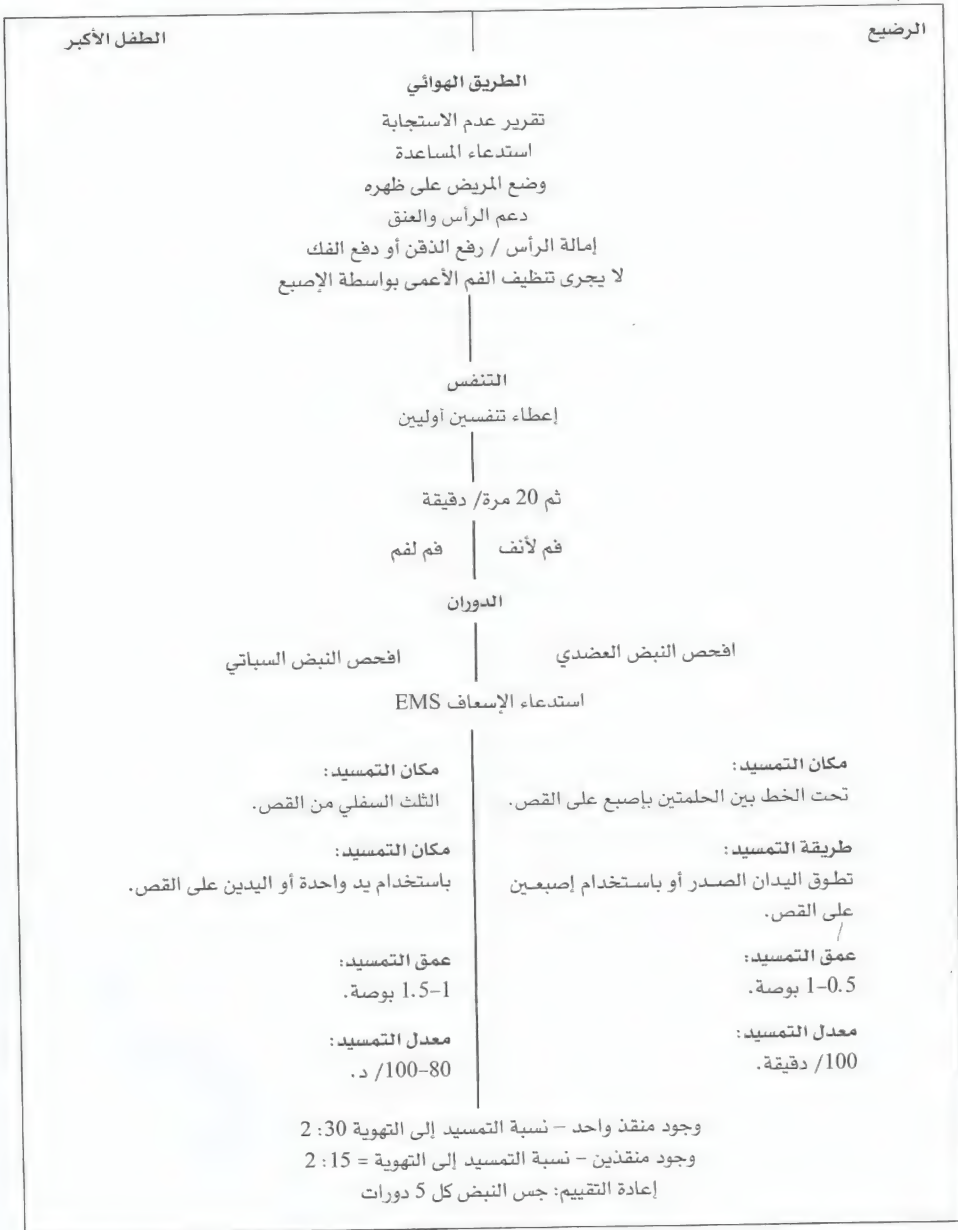 الرضيع
الطفل الأكبر
الطريق الهوائي
تقرير عدم الاستجابة
استدعاء المساعدة
وضع المريض على ظهره
دعم الرأس والعنق
إمالة الرأس / رفع الذقن أو دفع الفك
لا يجرى تنظيف الفم الأعمى بواسطة الإصبع
التنفس
إعطاء تنفسين أوليين
ثم 20 مرة/ دقيقة
فم لأنف
فم لفم
الدوران
افحص النبض العضدي
افحص النبض السباتي
استدعاء الإسعاف EMS
مكان التمسيد:
تحت الخط بين الحلمتين بإصبع على القص.
طريقة التمسيد:
تطوق اليدان الصدر أو باستخدام إصبعين
على القص.
عمق التمسيد:
0.5–1 بوصة.
معدل التمسيد:
100/ دقيقة.
مكان التمسيد:
الثلث السفلي من القص.
مكان التمسيد:
باستخدام يد واحدة أو اليدين على القص.
عمق التمسيد:
1–1.5 بوصة.
معدل التمسيد:
80–100/ د.
وجود منقذ واحد – نسبة التمسيد إلى التهوية 30: 2
وجود منقذين – نسبة التمسيد إلى التهوية = 15: 2
إعادة التقييم: جس النبض كل 5 دورات